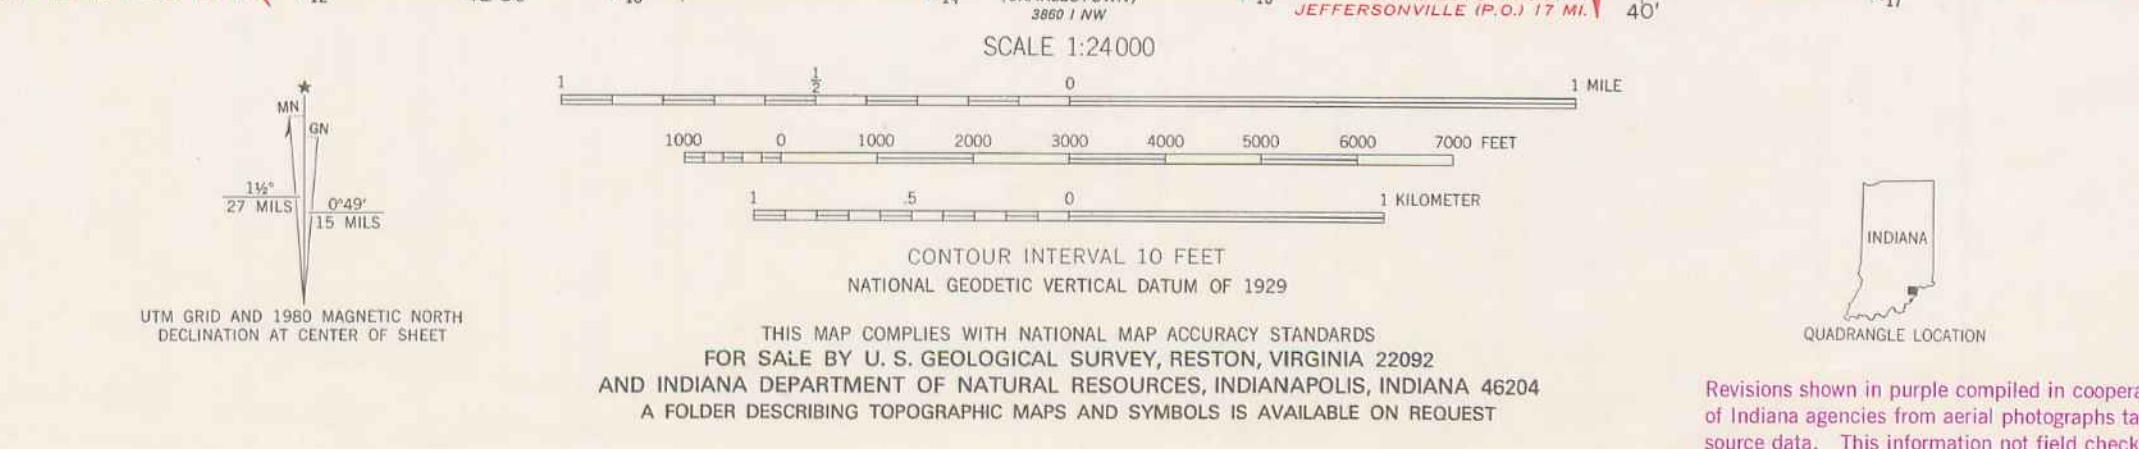 3860 I NW
JEFFERSONVILLE (P.O.) 17 MI.
40'
17
SCALE 1:24000
1 ½ 0 1 MILE
1000 0 1000 2000 3000 4000 5000 6000 7000 FEET
1 .5 0 1 KILOMETER
CONTOUR INTERVAL 10 FEET
NATIONAL GEODETIC VERTICAL DATUM OF 1929
MN
GN
1½°
27 MILS
0°49'
15 MILS
UTM GRID AND 1980 MAGNETIC NORTH
DECLINATION AT CENTER OF SHEET
THIS MAP COMPLIES WITH NATIONAL MAP ACCURACY STANDARDS
FOR SALE BY U. S. GEOLOGICAL SURVEY, RESTON, VIRGINIA 22092
AND INDIANA DEPARTMENT OF NATURAL RESOURCES, INDIANAPOLIS, INDIANA 46204
A FOLDER DESCRIBING TOPOGRAPHIC MAPS AND SYMBOLS IS AVAILABLE ON REQUEST
INDIANA
QUADRANGLE LOCATION
Revisions shown in purple compiled in coopera
of Indiana agencies from aerial photographs ta
source data. This information not field check